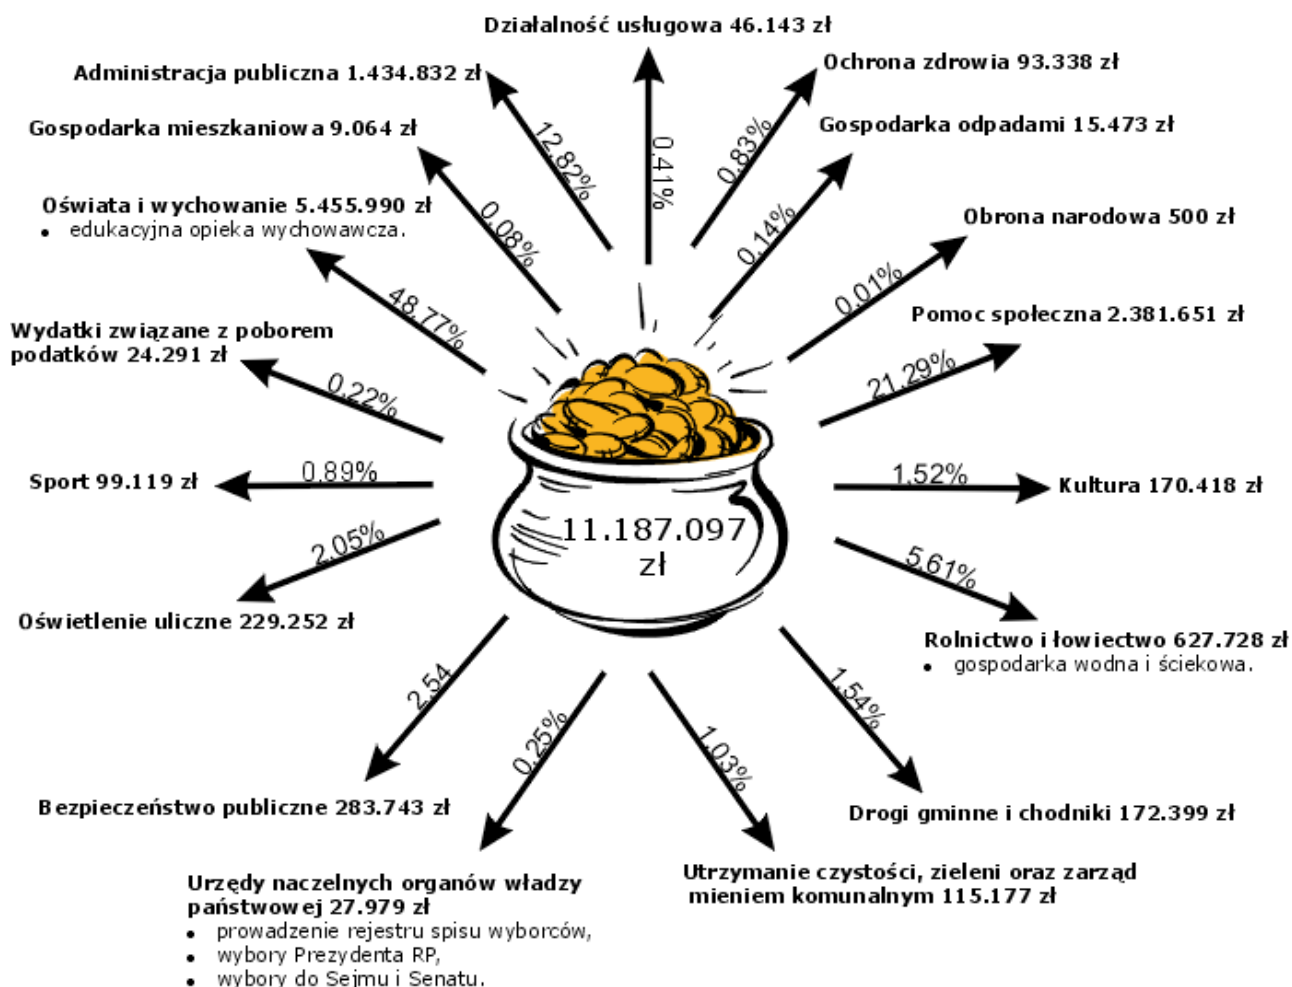 Działalność usługowa 46.143 zł
0,41%
Administracja publiczna 1.434.832 zł
12,82%
Ochrona zdrowia 93.338 zł
0,83%
Gospodarka mieszkaniowa 9.064 zł
0,08%
Gospodarka odpadami 15.473 zł
0,14%
Oświata i wychowanie 5.455.990 zł
• edukacyjna opieka wychowawcza.
48,77%
Obrona narodowa 500 zł
0,01%
Wydatki związane z poborem
podatków 24.291 zł
0,22%
Pomoc społeczna 2.381.651 zł
21,29%
Sport 99.119 zł
0,89%
Kultura 170.418 zł
1,52%
11.187.097
zł
Oświetlenie uliczne 229.252 zł
2,05%
Rolnictwo i łowiectwo 627.728 zł
• gospodarka wodna i ściekowa.
5,61%
Bezpieczeństwo publiczne 283.743 zł
2,54
Drogi gminne i chodniki 172.399 zł
1,54%
Urzędy naczelnych organów władzy
państwowej 27.979 zł
• prowadzenie rejestru spisu wyborców,
• wybory Prezydenta RP,
• wybory do Sejmu i Senatu.
0,25%
Utrzymanie czystości, zieleni oraz zarząd
mieniem komunalnym 115.177 zł
1,03%